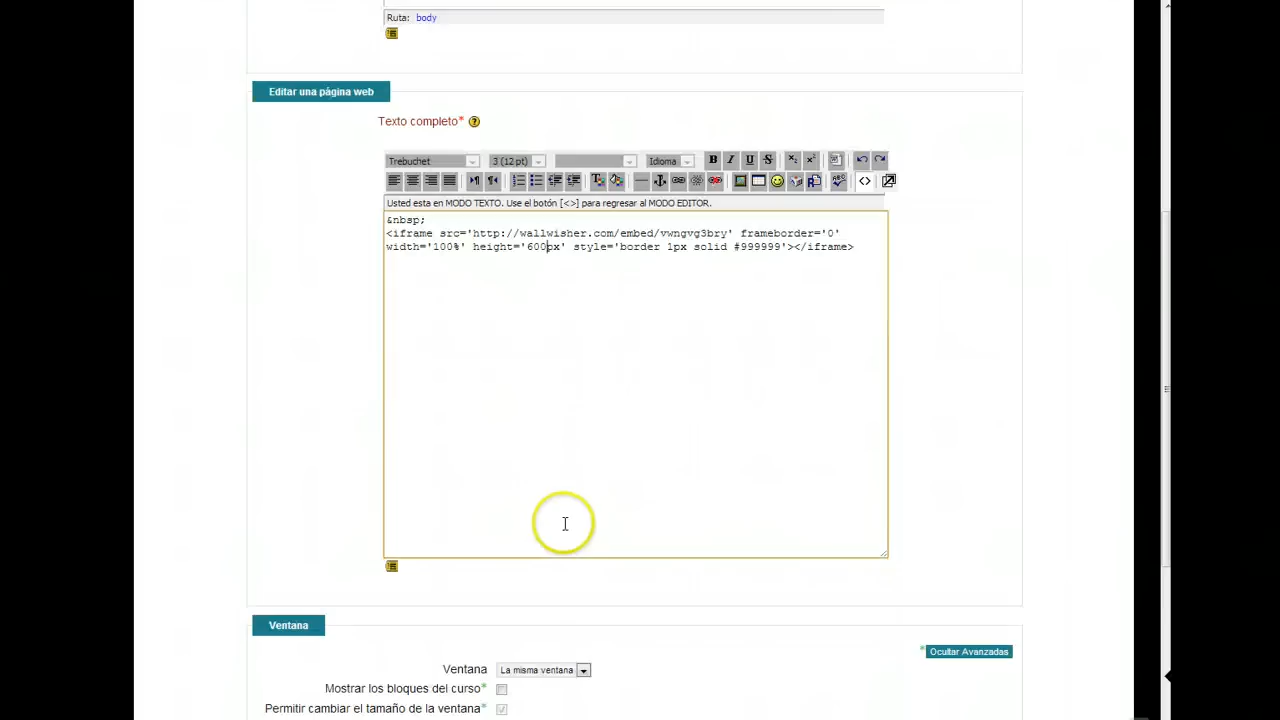 Ruta: body
Editar una página web
Texto completo*
Trebuchet 3 (12 pt) Idioma B I U S
Usted esta en MODO TEXTO. Use el botón [<>] para regresar al MODO EDITOR.
&nbsp;
<iframe src='http://wallwisher.com/embed/vwngvg3bry' frameborder='0'
width='100%' height='600px' style='border 1px solid #999999'></iframe>
Ventana
* Ocultar Avanzadas
Ventana La misma ventana
Mostrar los bloques del curso*
Permitir cambiar el tamaño de la ventana*